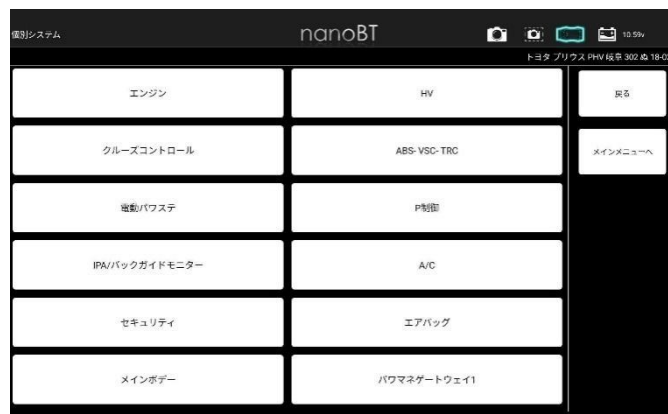 個別システム
nanoBT
10.59v
トヨタ プリウス PHV 岐阜 302 ぬ 18-0
エンジン
HV
戻る
クルーズコントロール
ABS- VSC- TRC
メインメニューへ
電動パワステ
P制御
IPA/バックガイドモニター
A/C
セキュリティ
エアバッグ
メインボデー
パワマネゲートウェイ1